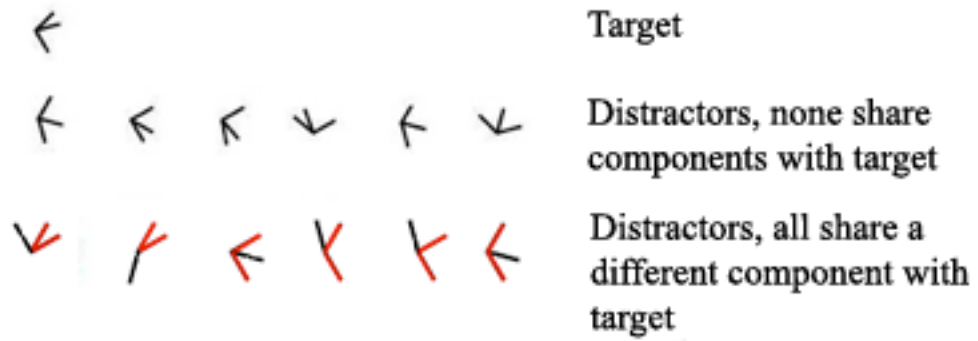 Target
Distractors, none share
components with target
Distractors, all share a
different component with
target